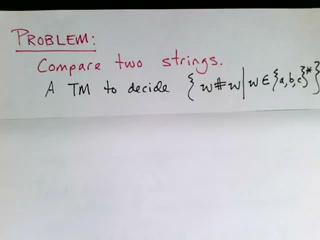 PROBLEM:
Compare two strings.
A TM to decide {w#w|w∈{a,b,c}*}